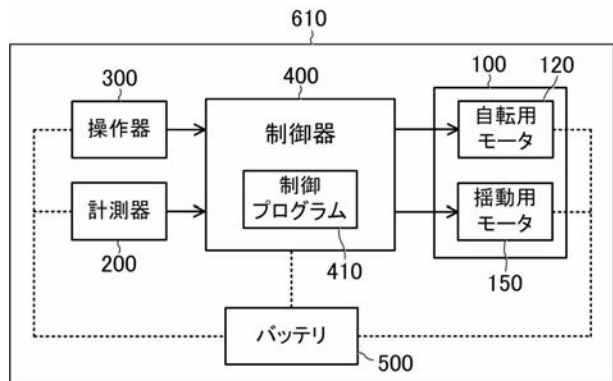 610
300
操作器
400
制御器
100
120
自転用
モータ
計測器
200
制御
プログラム
410
揺動用
モータ
150
バッテリ
500